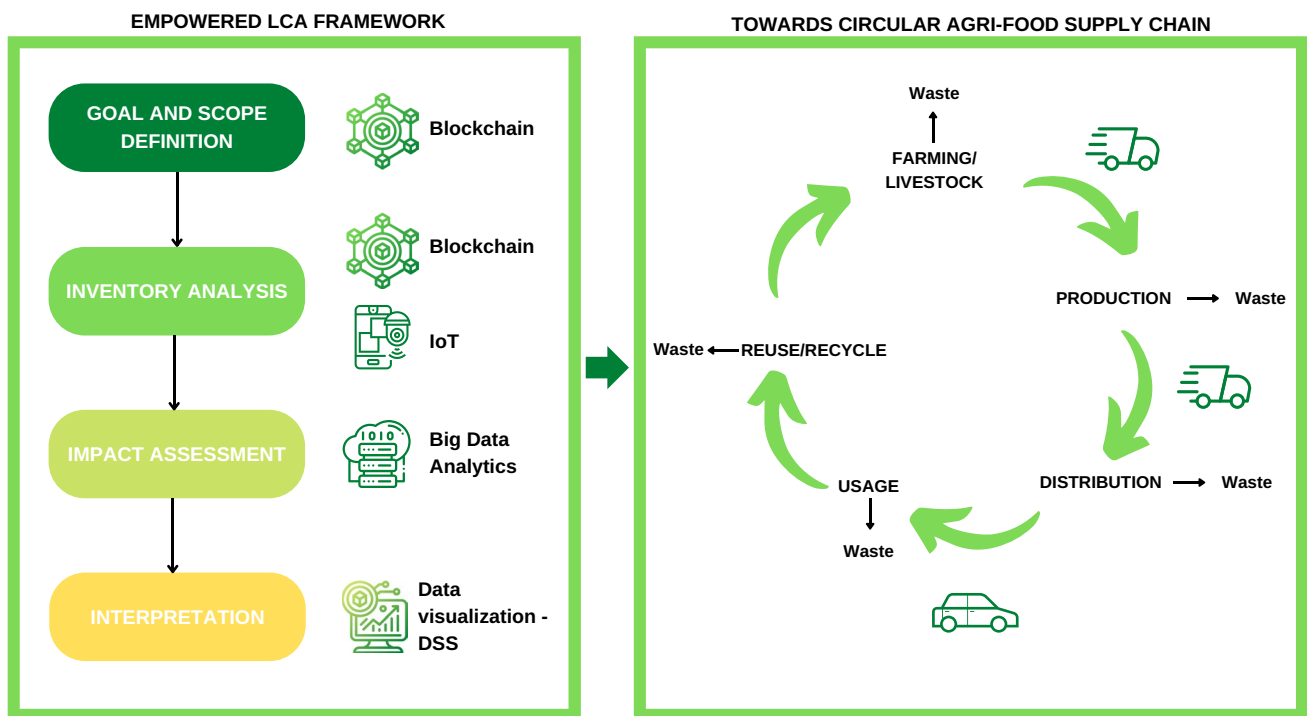 EMPOWERED LCA FRAMEWORK
GOAL AND SCOPE
DEFINITION
Blockchain
INVENTORY ANALYSIS
Blockchain
IoT
IMPACT ASSESSMENT
1010
Big Data
Analytics
INTERPRETATION
Data
visualization -
DSS
TOWARDS CIRCULAR AGRI-FOOD SUPPLY CHAIN
Waste
FARMING/
LIVESTOCK
PRODUCTION
Waste
DISTRIBUTION
Waste
USAGE
Waste
REUSE/RECYCLE
Waste